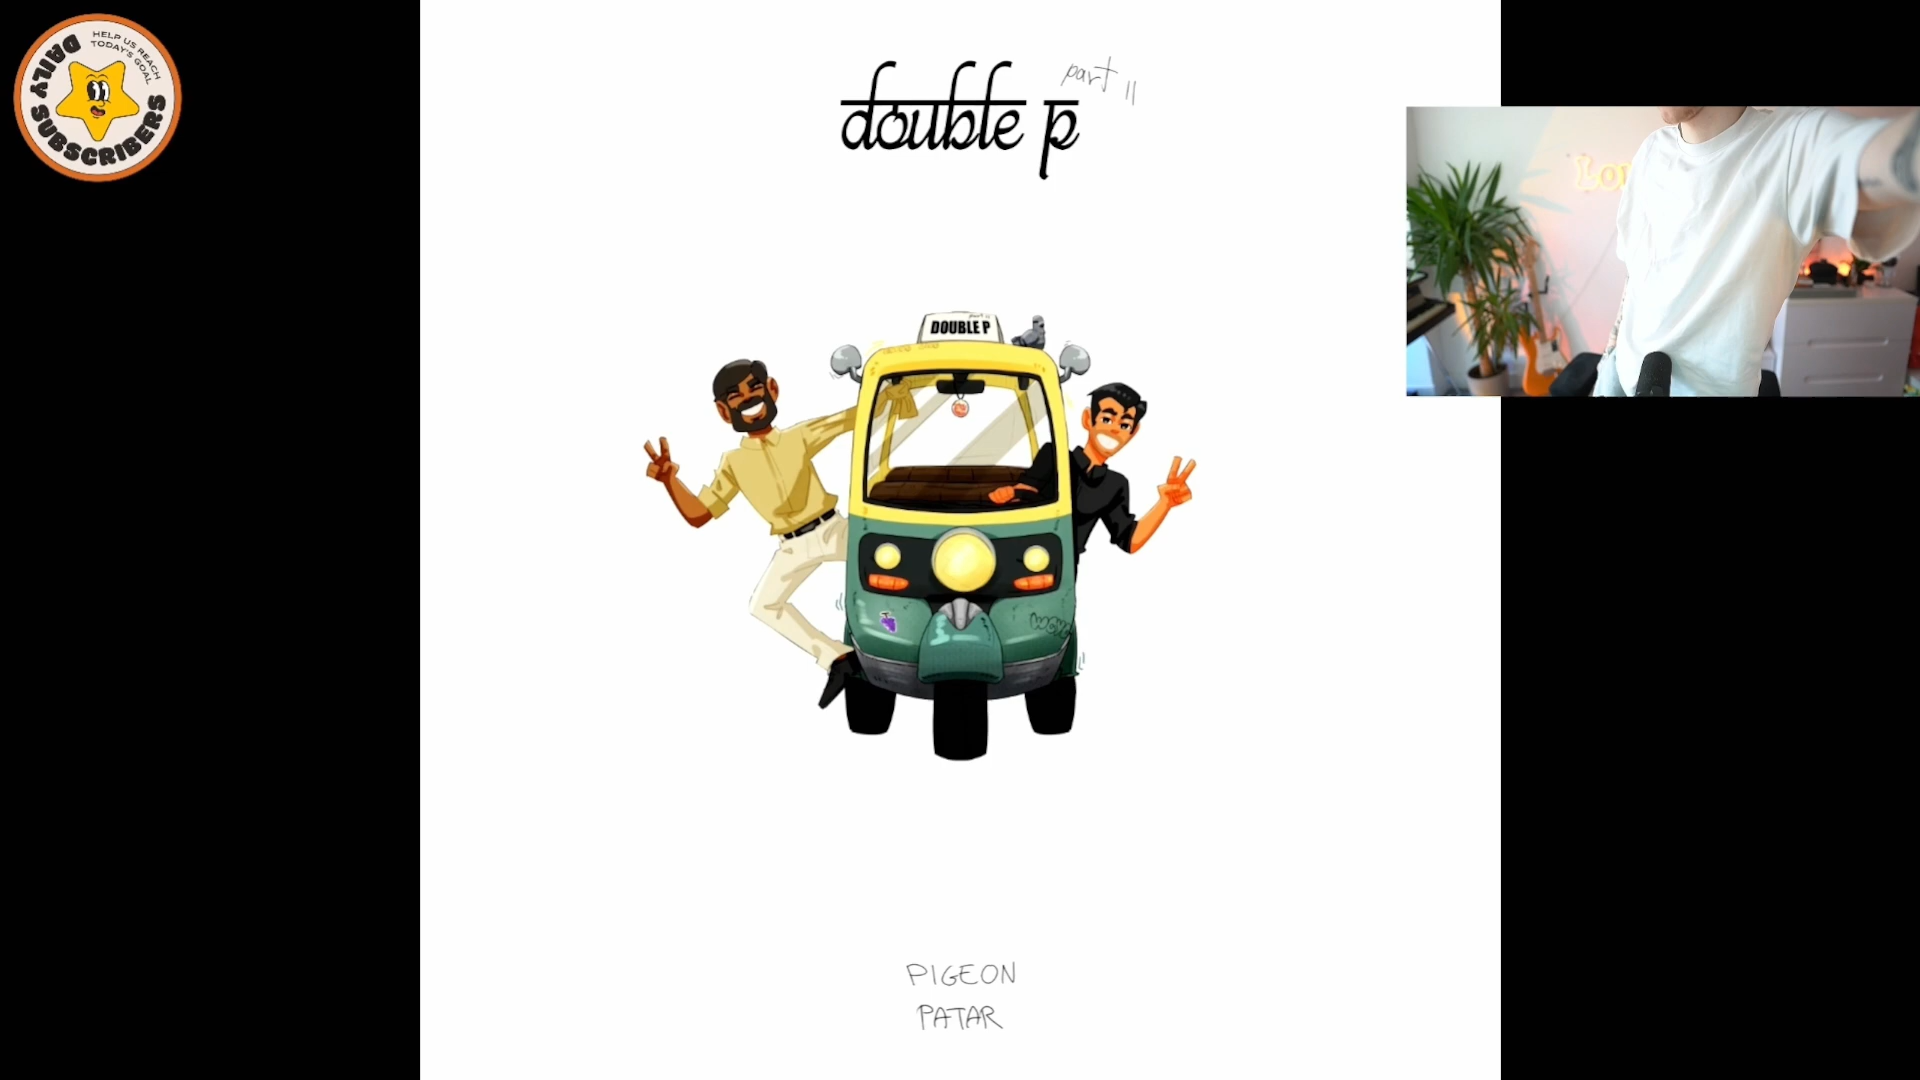 HELP US REACH
TODAY'S GOAL
DAILY SUBSCRIBERS
double p
part II
DOUBLE P
PIGEON
PATAR